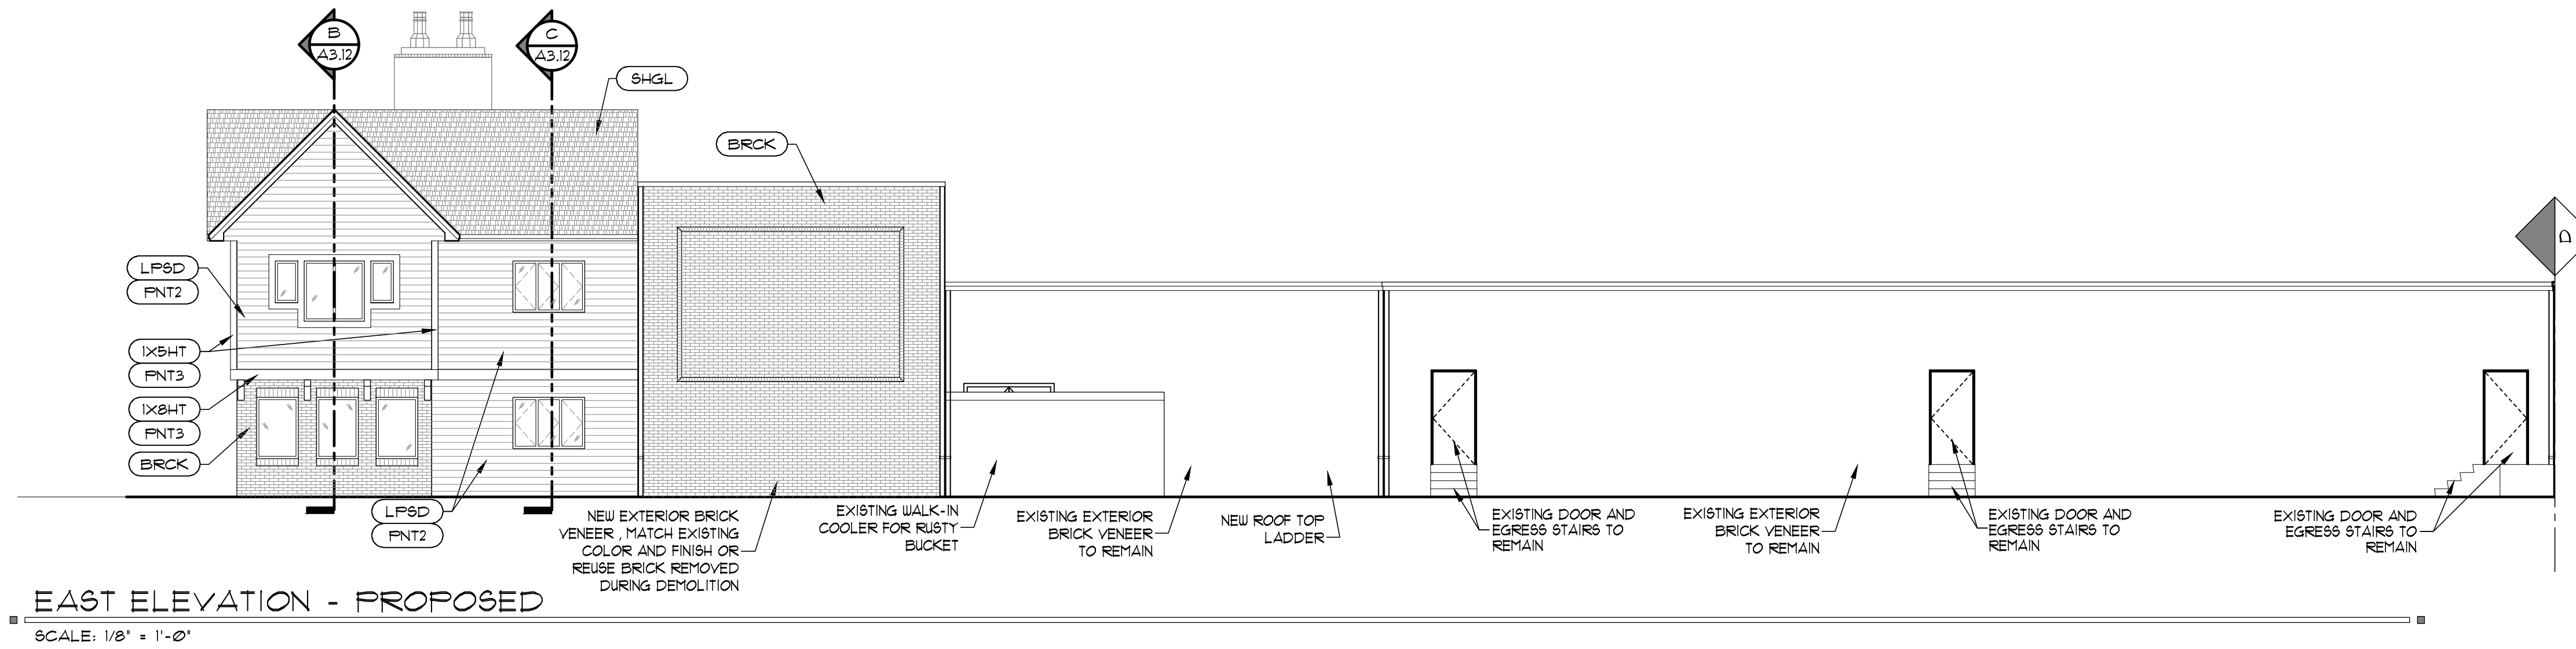 B
A3.12
C
A3.12
SHGL
BRCK
D
LPSD
PNT2
1X5HT
PNT3
1X8HT
PNT3
BRCK
LPSD
PNT2
NEW EXTERIOR BRICK
VENEER , MATCH EXISTING
COLOR AND FINISH OR
REUSE BRICK REMOVED
DURING DEMOLITION
EXISTING WALK-IN
COOLER FOR RUSTY
BUCKET
EXISTING EXTERIOR
BRICK VENEER
TO REMAIN
NEW ROOF TOP
LADDER
EXISTING DOOR AND
EGRESS STAIRS TO
REMAIN
EXISTING EXTERIOR
BRICK VENEER
TO REMAIN
EXISTING DOOR AND
EGRESS STAIRS TO
REMAIN
EXISTING DOOR AND
EGRESS STAIRS TO
REMAIN
EAST ELEVATION - PROPOSED
SCALE: 1/8" = 1'-0"